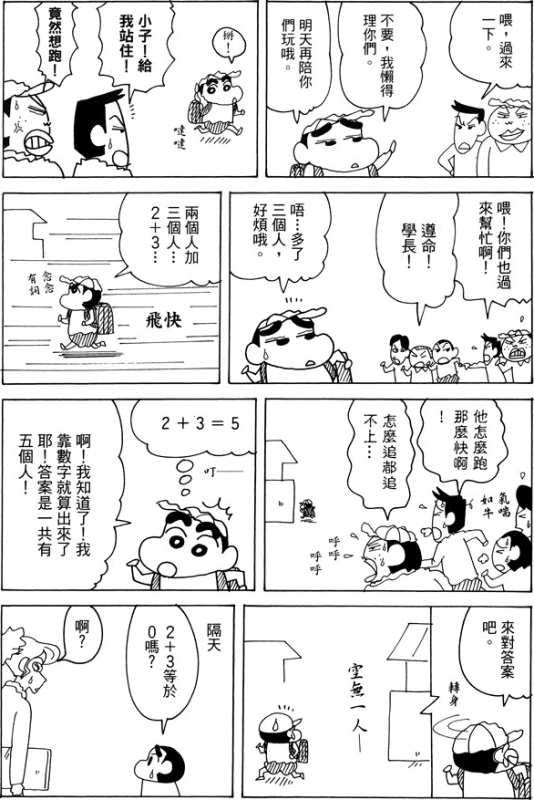 喂，過來
一下。
不要，我懶得
理你們。
明天再陪你
們玩哦。
掰！
噠噠
小子！給
我站住！
竟然想跑！
喂！你們也過
來幫忙啊！
遵命！
學長！
唔…多了
三個人，
好煩哦。
兩個人加
三個人…
2+3…
飛快
念念
有詞
他怎麼跑
那麼快啊
！
怎麼追都追
不上…
氣喘
如牛
呼
呼
呼
呼
2+3=5
叮
啊！我知道了！我
靠數字就算出來了
耶！答案是一共有
五個人！
來對答案
吧。
轉身
空無一人
隔天
2+3等於
0嗎？
啊？